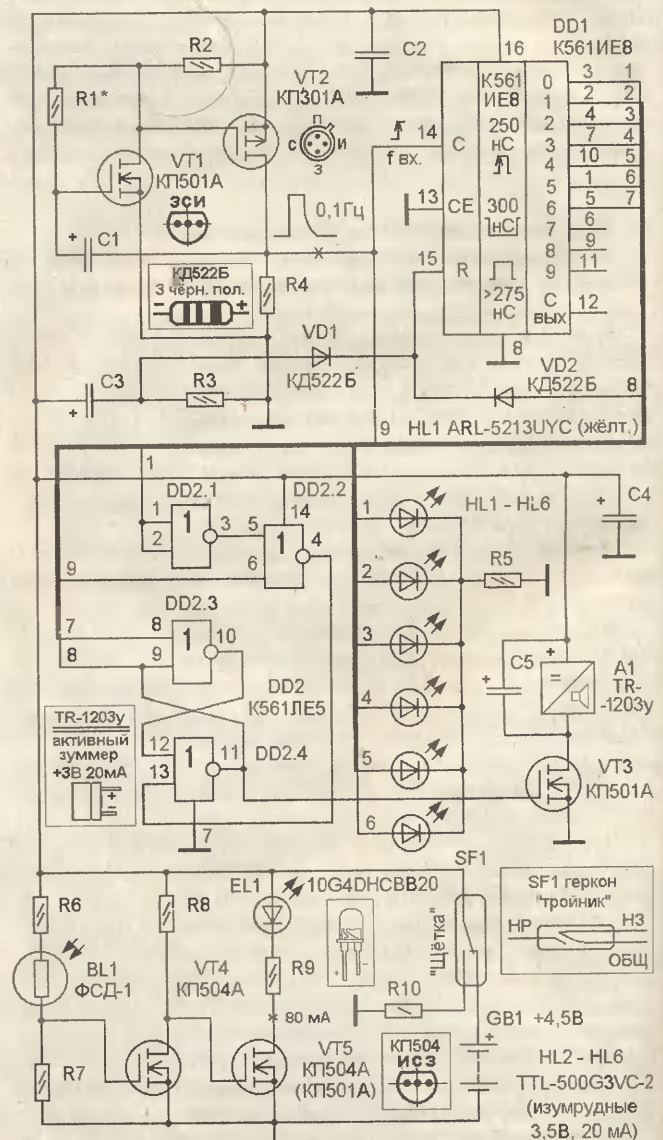 DD1
К561ИЕ8
R2
C2
16
R1*
VT2
КП301А
П
С И
З
К561
ИЕ8
250
нС
300
нС
>275
нС
0 3 1
1 2 2
2 4 3
3 7 4
4 10 5
5 1 6
6 5 7
7 6
8 9
9 11
С
ВЫХ 12
14 C
f вх.
13 CE
15 R
8
VT1
КП501А
ЗСИ
0,1Гц
+ C1
КД522Б
3 чёрн. пол.
− +
R4
VD1
КД522Б
VD2
КД522Б
8
C3
+
R3
9 HL1 ARL-5213UYC (жёлт.)
1
DD2.1 DD2.2
1
2
1
3 5
14
1
4
6
9
HL1 - HL6
1
2
3
4
5
6
+ C4
R5
DD2.3
7 8
8 9
1
10
DD2
К561ЛЕ5
C5
+
+
=
A1
TR-
-1203у
TR-1203у
активный
зуммер
+3В 20мА
+
=
12
13
1
11
DD2.4
7
VT3
КП501А
R6
R8
EL1
10G4DHCBB20
+ −
SF1
SF1 геркон
"тройник"
НР НЗ
ОБЩ
"Щётка"
BL1
ФСД-1
VT4
КП504А
R9
R10
80 мА
GB1 +4,5В
+
R7
VT5
КП504А
(КП501А)
КП504
ИСЗ
HL2 - HL6
TTL-500G3VC-2
(изумрудные
3,5В, 20 мА)